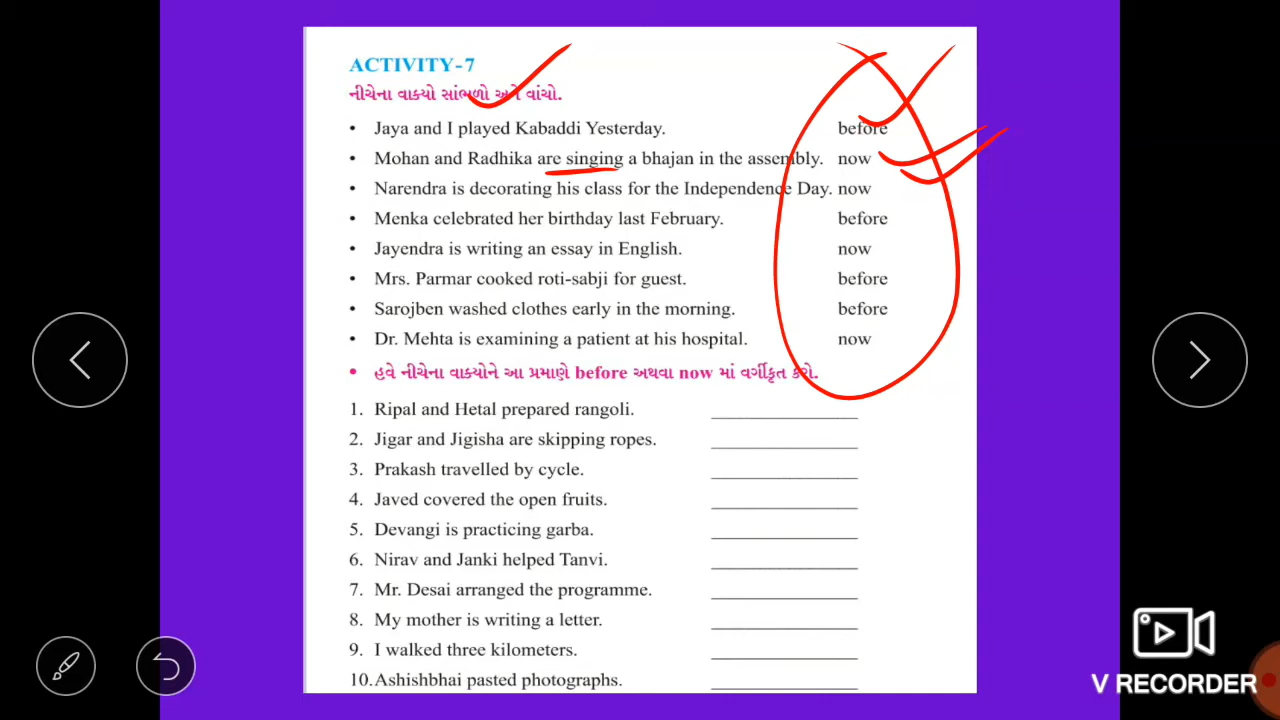 ACTIVITY-7
નીચેના વાક્યો સાંભળો અને વાંચો.
• Jaya and I played Kabaddi Yesterday. before
• Mohan and Radhika are singing a bhajan in the assembly. now
• Narendra is decorating his class for the Independence Day. now
• Menka celebrated her birthday last February. before
• Jayendra is writing an essay in English. now
• Mrs. Parmar cooked roti-sabji for guest. before
• Sarojben washed clothes early in the morning. before
• Dr. Mehta is examining a patient at his hospital. now
• હવે નીચેના વાક્યોને આ પ્રમાણે before અથવા now માં વર્ગીકૃત કરો.
1. Ripal and Hetal prepared rangoli.
2. Jigar and Jigisha are skipping ropes.
3. Prakash travelled by cycle.
4. Javed covered the open fruits.
5. Devangi is practicing garba.
6. Nirav and Janki helped Tanvi.
7. Mr. Desai arranged the programme.
8. My mother is writing a letter.
9. I walked three kilometers.
10. Ashishbhai pasted photographs.
V RECORDER